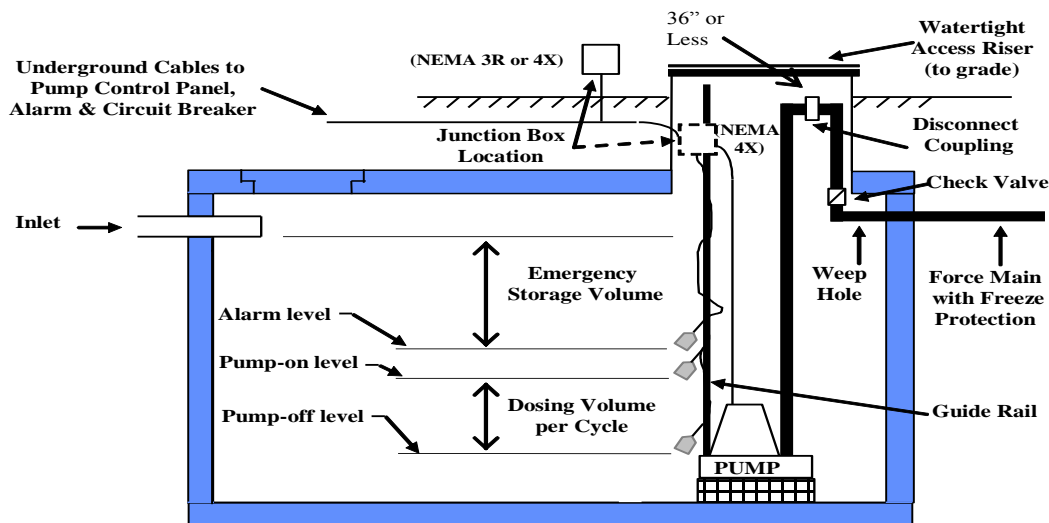 36” or
Less
Watertight
Access Riser
(to grade)
(NEMA 3R or 4X)
Underground Cables to
Pump Control Panel,
Alarm & Circuit Breaker
Junction Box
Location
(NEMA
4X)
Disconnect
Coupling
Check Valve
Inlet
Emergency
Storage Volume
Weep
Hole
Force Main
with Freeze
Protection
Alarm level
Pump-on level
Pump-off level
Dosing Volume
per Cycle
Guide Rail
PUMP